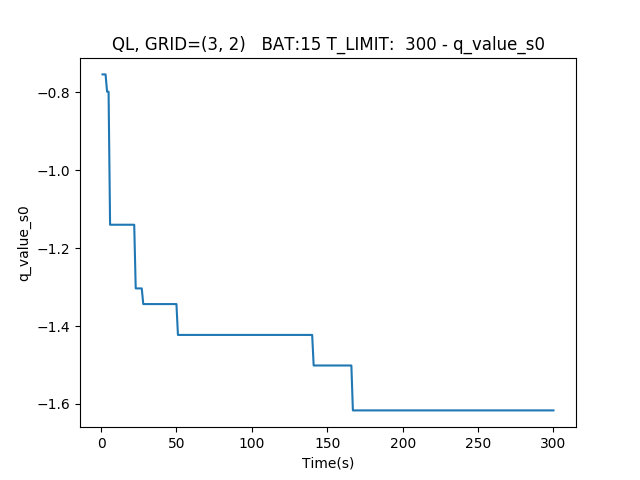 QL, GRID=(3, 2)   BAT:15 T_LIMIT:  300 - q_value_s0
q_value_s0
−0.8
−1.0
−1.2
−1.4
−1.6
0 50 100 150 200 250 300
Time(s)